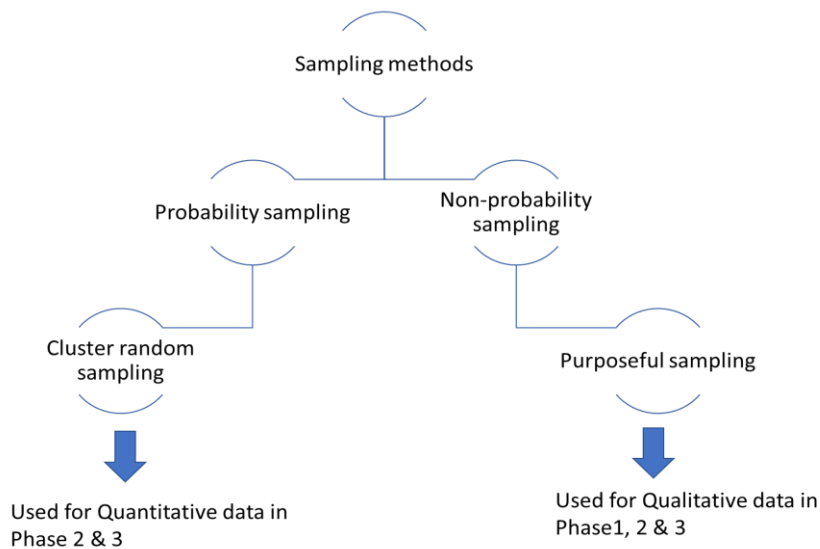 Sampling methods
Probability sampling
Non-probability
sampling
Cluster random
sampling
Purposeful sampling
Used for Quantitative data in
Phase 2 & 3
Used for Qualitative data in
Phase1, 2 & 3